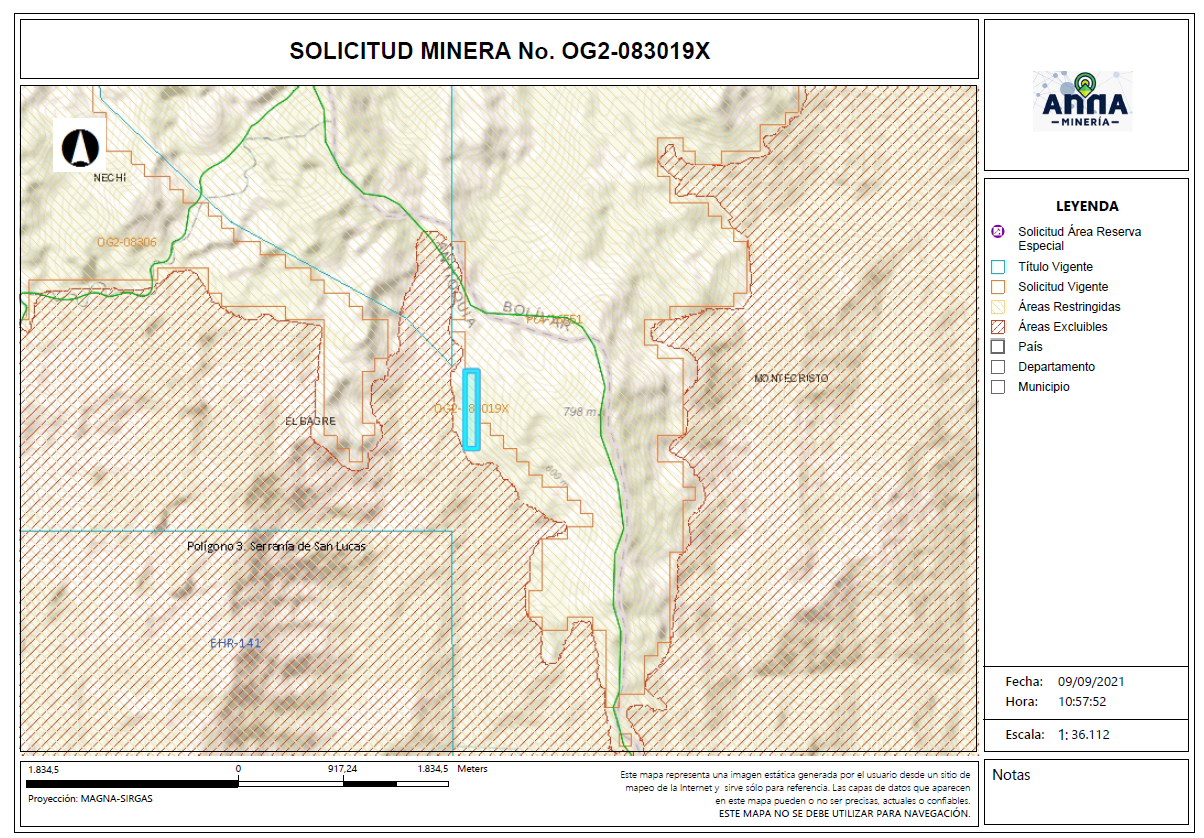 SOLICITUD MINERA No. OG2-083019X
ANNA
MINERÍA
NECHÍ
OG2-08306
ANTIOQUIA
BOLÍVAR
MONTECRISTO
EL BAGRE
OG2-083019X
798 m
600 m
Polígono 3. Serranía de San Lucas
EHR-141
LEYENDA
Solicitud Área Reserva
Especial
Título Vigente
Solicitud Vigente
Áreas Restringidas
Áreas Excluibles
País
Departamento
Municipio
Fecha: 09/09/2021
Hora: 10:57:52
Escala: 1: 36.112
Notas
1.834,5 0 917,24 1.834,5 Meters
Proyección: MAGNA-SIRGAS
Este mapa representa una imagen estática generada por el usuario desde un sitio de
mapeo de la Internet y sirve sólo para referencia. Las capas de datos que aparecen
en este mapa pueden o no ser precisas, actuales o confiables.
ESTE MAPA NO SE DEBE UTILIZAR PARA NAVEGACIÓN.